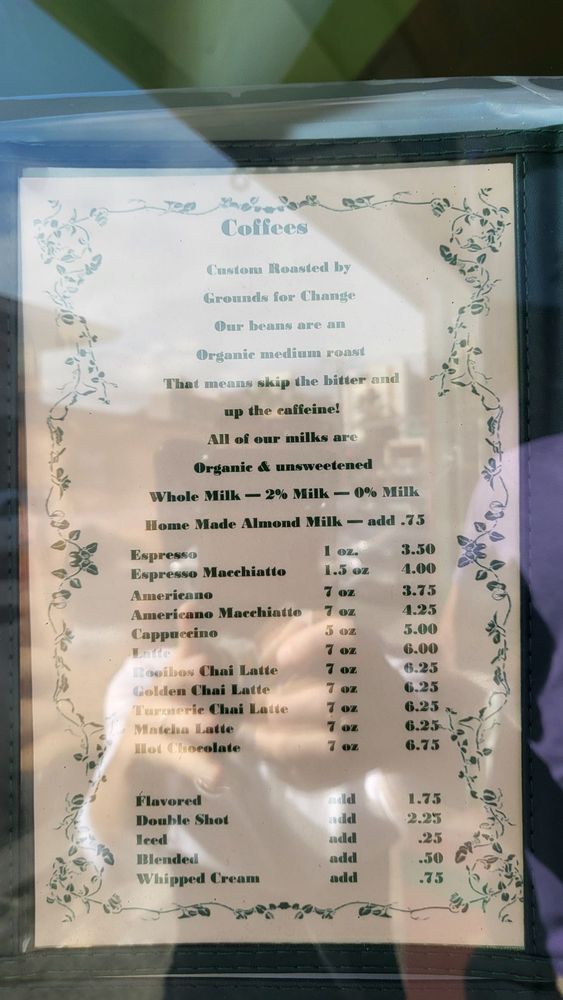 Coffees
Custom Roasted by
Grounds for Change
Our beans are an
Organic medium roast
That means skip the bitter and
up the caffeine!
All of our milks are
Organic & unsweetened
Whole Milk — 2% Milk — 0% Milk
Home Made Almond Milk — add .75
Espresso 1 oz. 3.50
Espresso Macchiatto 1.5 oz 4.00
Americano 7 oz 3.75
Americano Macchiatto 7 oz 4.25
Cappuccino 5 oz 5.00
Latte 7 oz 6.00
Rooibos Chai Latte 7 oz 6.25
Golden Chai Latte 7 oz 6.25
Turmeric Chai Latte 7 oz 6.25
Matcha Latte 7 oz 6.25
Hot Chocolate 7 oz 6.75
Flavored add 1.75
Double Shot add 2.25
Iced add .25
Blended add .50
Whipped Cream add .75